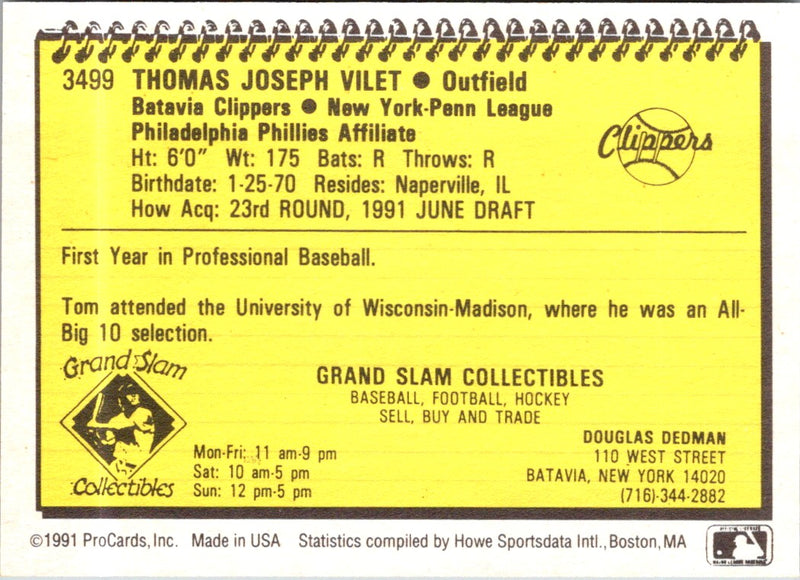 3499 THOMAS JOSEPH VILET ● Outfield
Batavia Clippers ● New York-Penn League
Philadelphia Phillies Affiliate
Clippers
Ht: 6'0" Wt: 175 Bats: R Throws: R
Birthdate: 1-25-70 Resides: Naperville, IL
How Acq: 23rd ROUND, 1991 JUNE DRAFT
First Year in Professional Baseball.
Tom attended the University of Wisconsin-Madison, where he was an All-
Big 10 selection.
Grand Slam
Collectibles
GRAND SLAM COLLECTIBLES
BASEBALL, FOOTBALL, HOCKEY
SELL, BUY AND TRADE
Mon-Fri: 11 am-9 pm
Sat: 10 am-5 pm
Sun: 12 pm-5 pm
DOUGLAS DEDMAN
110 WEST STREET
BATAVIA, NEW YORK 14020
(716)-344-2882
©1991 ProCards, Inc. Made in USA Statistics compiled by Howe Sportsdata Intl., Boston, MA